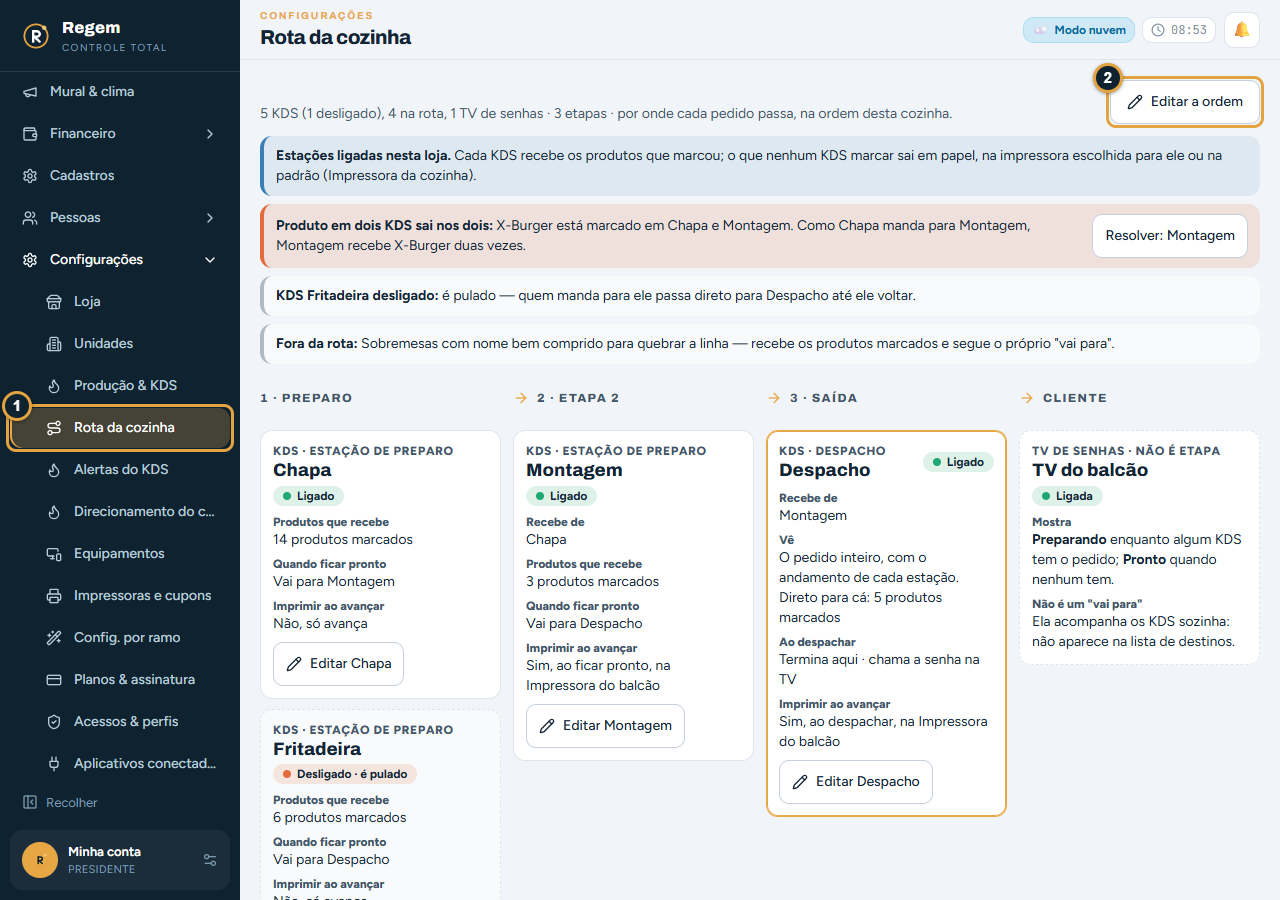 Regem
CONTROLE TOTAL
Mural & clima
Financeiro
Cadastros
Pessoas
Configurações
Loja
Unidades
Produção & KDS
1
Rota da cozinha
Alertas do KDS
Direcionamento do c...
Equipamentos
Impressoras e cupons
Config. por ramo
Planos & assinatura
Acessos & perfis
Aplicativos conectad...
Recolher
R
Minha conta
PRESIDENTE
CONFIGURAÇÕES
Rota da cozinha
Modo nuvem
08:53
2
Editar a ordem
5 KDS (1 desligado), 4 na rota, 1 TV de senhas · 3 etapas · por onde cada pedido passa, na ordem desta cozinha.
Estações ligadas nesta loja. Cada KDS recebe os produtos que marcou; o que nenhum KDS marcar sai em papel, na impressora escolhida para ele ou na
padrão (Impressora da cozinha).
Produto em dois KDS sai nos dois: X-Burger está marcado em Chapa e Montagem. Como Chapa manda para Montagem,
Montagem recebe X-Burger duas vezes.
Resolver: Montagem
KDS Fritadeira desligado: é pulado — quem manda para ele passa direto para Despacho até ele voltar.
Fora da rota: Sobremesas com nome bem comprido para quebrar a linha — recebe os produtos marcados e segue o próprio "vai para".
1 · PREPARO
KDS · ESTAÇÃO DE PREPARO
Chapa
Ligado
Produtos que recebe
14 produtos marcados
Quando ficar pronto
Vai para Montagem
Imprimir ao avançar
Não, só avança
Editar Chapa
KDS · ESTAÇÃO DE PREPARO
Fritadeira
Desligado · é pulado
Produtos que recebe
6 produtos marcados
Quando ficar pronto
Vai para Despacho
Imprimir ao avançar
Não, só avança
→ 2 · ETAPA 2
KDS · ESTAÇÃO DE PREPARO
Montagem
Ligado
Recebe de
Chapa
Produtos que recebe
3 produtos marcados
Quando ficar pronto
Vai para Despacho
Imprimir ao avançar
Sim, ao ficar pronto, na
Impressora do balcão
Editar Montagem
→ 3 · SAÍDA
KDS · DESPACHO
Despacho
Ligado
Recebe de
Montagem
Vê
O pedido inteiro, com o
andamento de cada estação.
Direto para cá: 5 produtos
marcados
Ao despachar
Termina aqui · chama a senha na
TV
Imprimir ao avançar
Sim, ao despachar, na Impressora
do balcão
Editar Despacho
→ CLIENTE
TV DE SENHAS · NÃO É ETAPA
TV do balcão
Ligada
Mostra
Preparando enquanto algum KDS
tem o pedido; Pronto quando
nenhum tem.
Não é um "vai para"
Ela acompanha os KDS sozinha:
não aparece na lista de destinos.